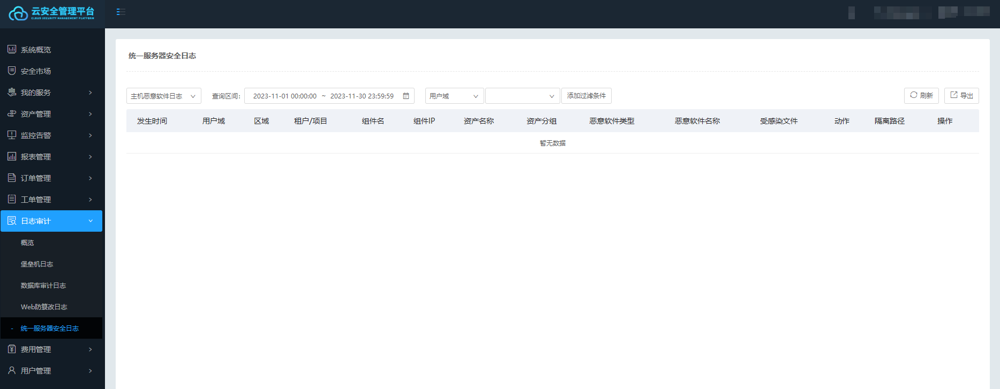 云安全管理平台
CLOUD SECURITY MANAGEMENT PLATFORM
系统概览
安全市场
我的服务
资产管理
监控告警
报表管理
订单管理
工单管理
日志审计
概览
堡垒机日志
数据库审计日志
Web防篡改日志
- 统一服务器安全日志
费用管理
用户管理
统一服务器安全日志
主机恶意软件日志 查询区间: 2023-11-01 00:00:00 ~ 2023-11-30 23:59:59 用户域 添加过滤条件 刷新 导出
发生时间 用户域 区域 租户/项目 组件名 组件IP 资产名称 资产分组 恶意软件类型 恶意软件名称 受感染文件 动作 隔离路径 操作
暂无数据